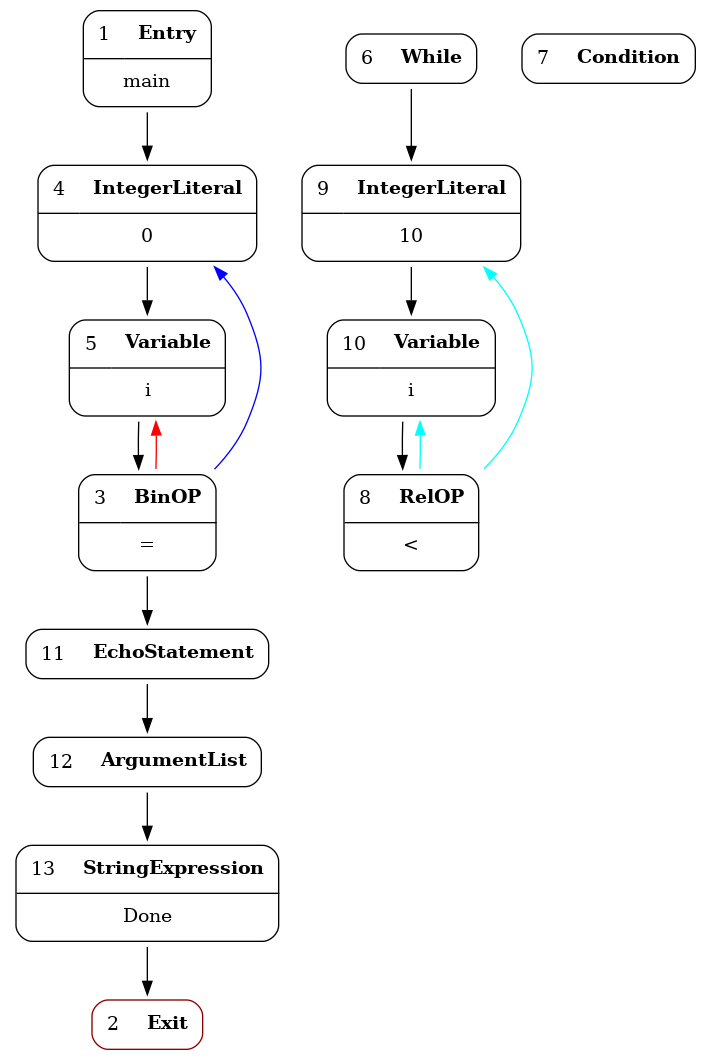 1 Entry
main
4 IntegerLiteral
0
5 Variable
i
3 BinOP
=
11 EchoStatement
12 ArgumentList
13 StringExpression
Done
2 Exit
6 While
9 IntegerLiteral
10
10 Variable
i
8 RelOP
<
7 Condition